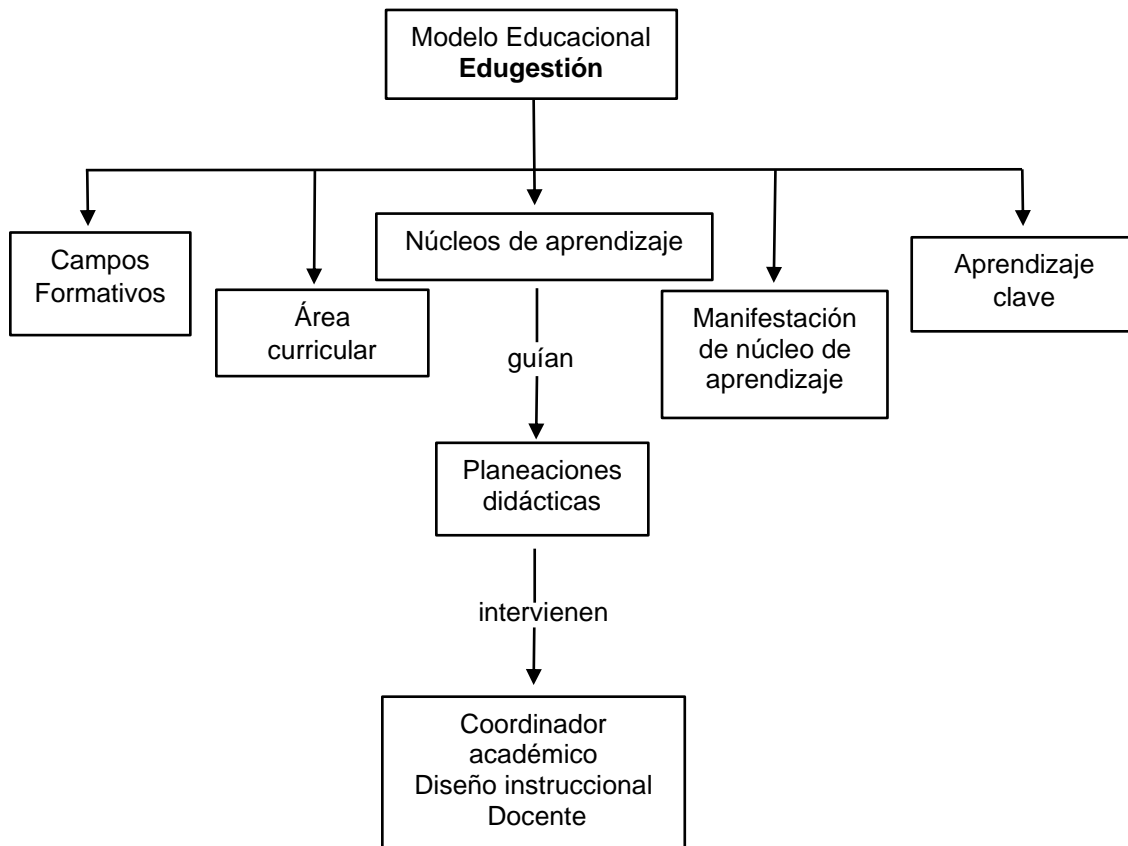 Modelo Educacional
Edugestión
Campos
Formativos
Área
curricular
Núcleos de aprendizaje
Manifestación
de núcleo de
aprendizaje
Aprendizaje
clave
guían
Planeaciones
didácticas
intervienen
Coordinador
académico
Diseño instruccional
Docente